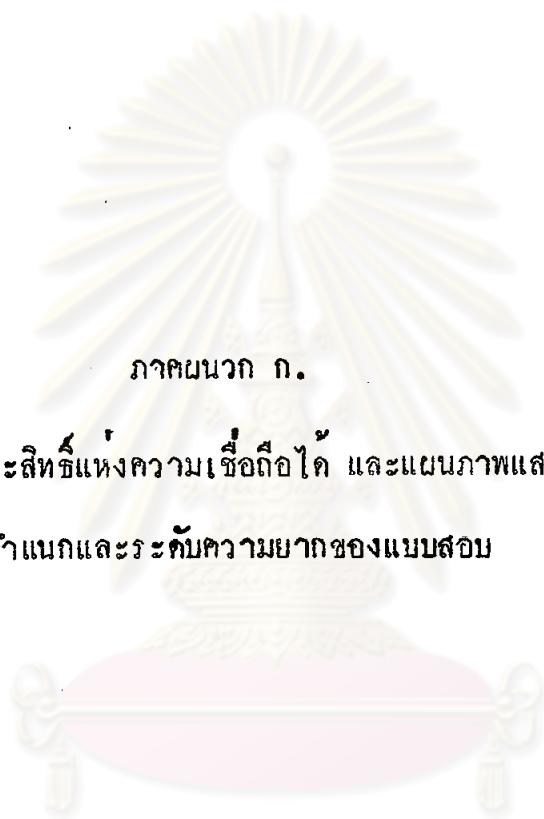 ภาคผนวก ก.
ะสิทธิ์แห่งความเชื่อถือได้ และแผนภาพแส
ำแนกและระดับความยากของแบบสอบ